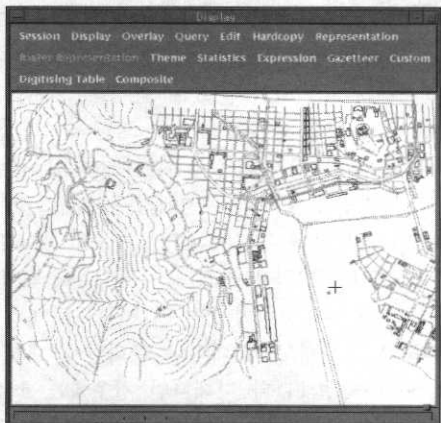 Display
Session Display Overlay Query Edit Hardcopy Representation
Raster Representation Theme Statistics Expression Gazetteer Custom
Digitising Table Composite